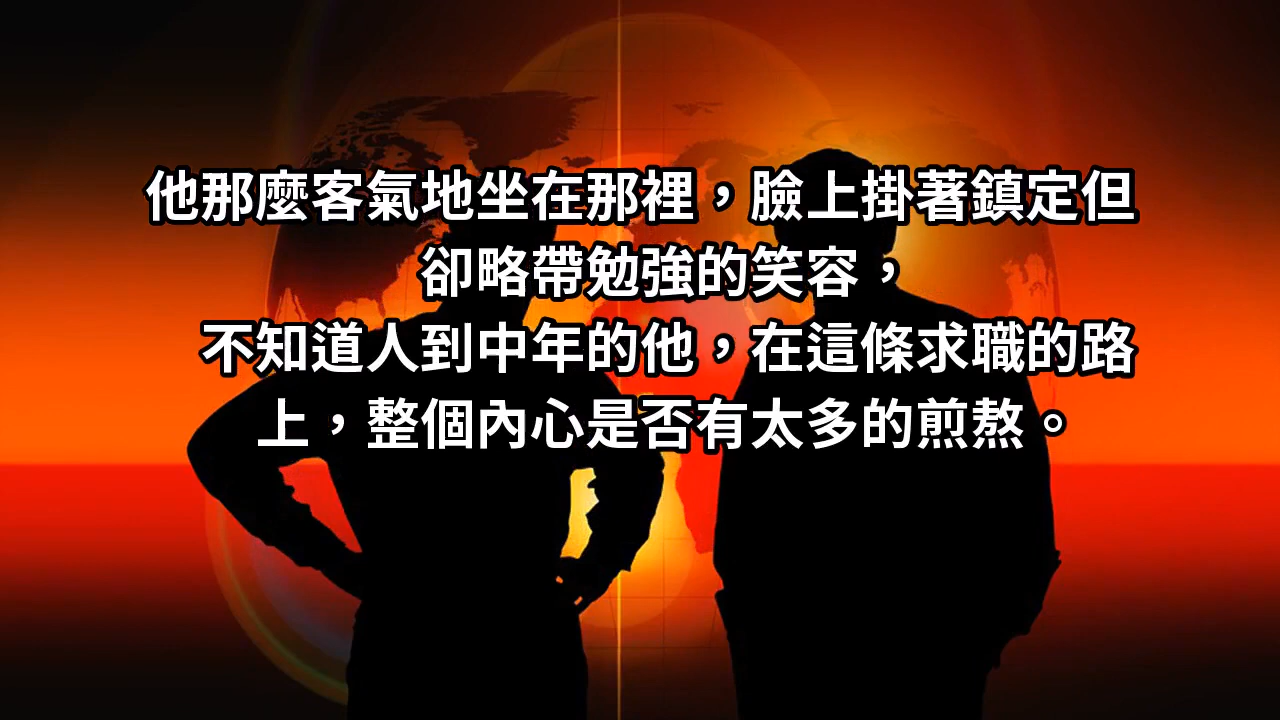 他那麼客氣地坐在那裡，臉上掛著鎮定但
卻略帶勉強的笑容，
不知道人到中年的他，在這條求職的路
上，整個內心是否有太多的煎熬。